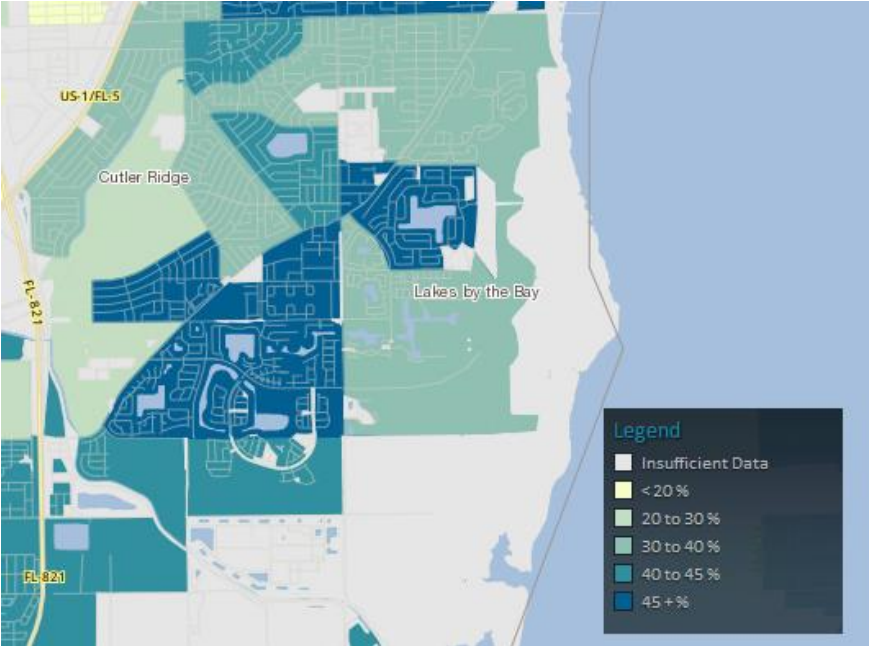 US-1/FL-5
Cutler Ridge
FL-821
Lakes by the Bay
FL-821
Legend
Insufficient Data
< 20 %
20 to 30 %
30 to 40 %
40 to 45 %
45 + %